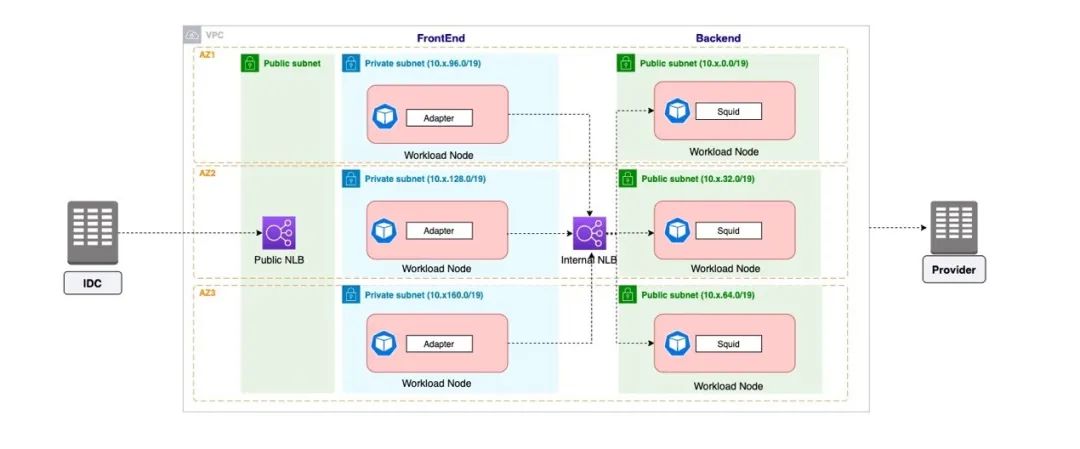 VPC
FrontEnd
Backend
AZ1
Public subnet
Private subnet (10.x.96.0/19)
Public subnet (10.x.0.0/19)
Adapter
Squid
Workload Node
Workload Node
AZ2
Private subnet (10.x.128.0/19)
Public subnet (10.x.32.0/19)
Adapter
Squid
Public NLB
Internal NLB
Workload Node
Workload Node
IDC
Provider
AZ3
Private subnet (10.x160.0/19)
Public subnet (10.x.64.0/19)
Adapter
Squid
Workload Node
Workload Node